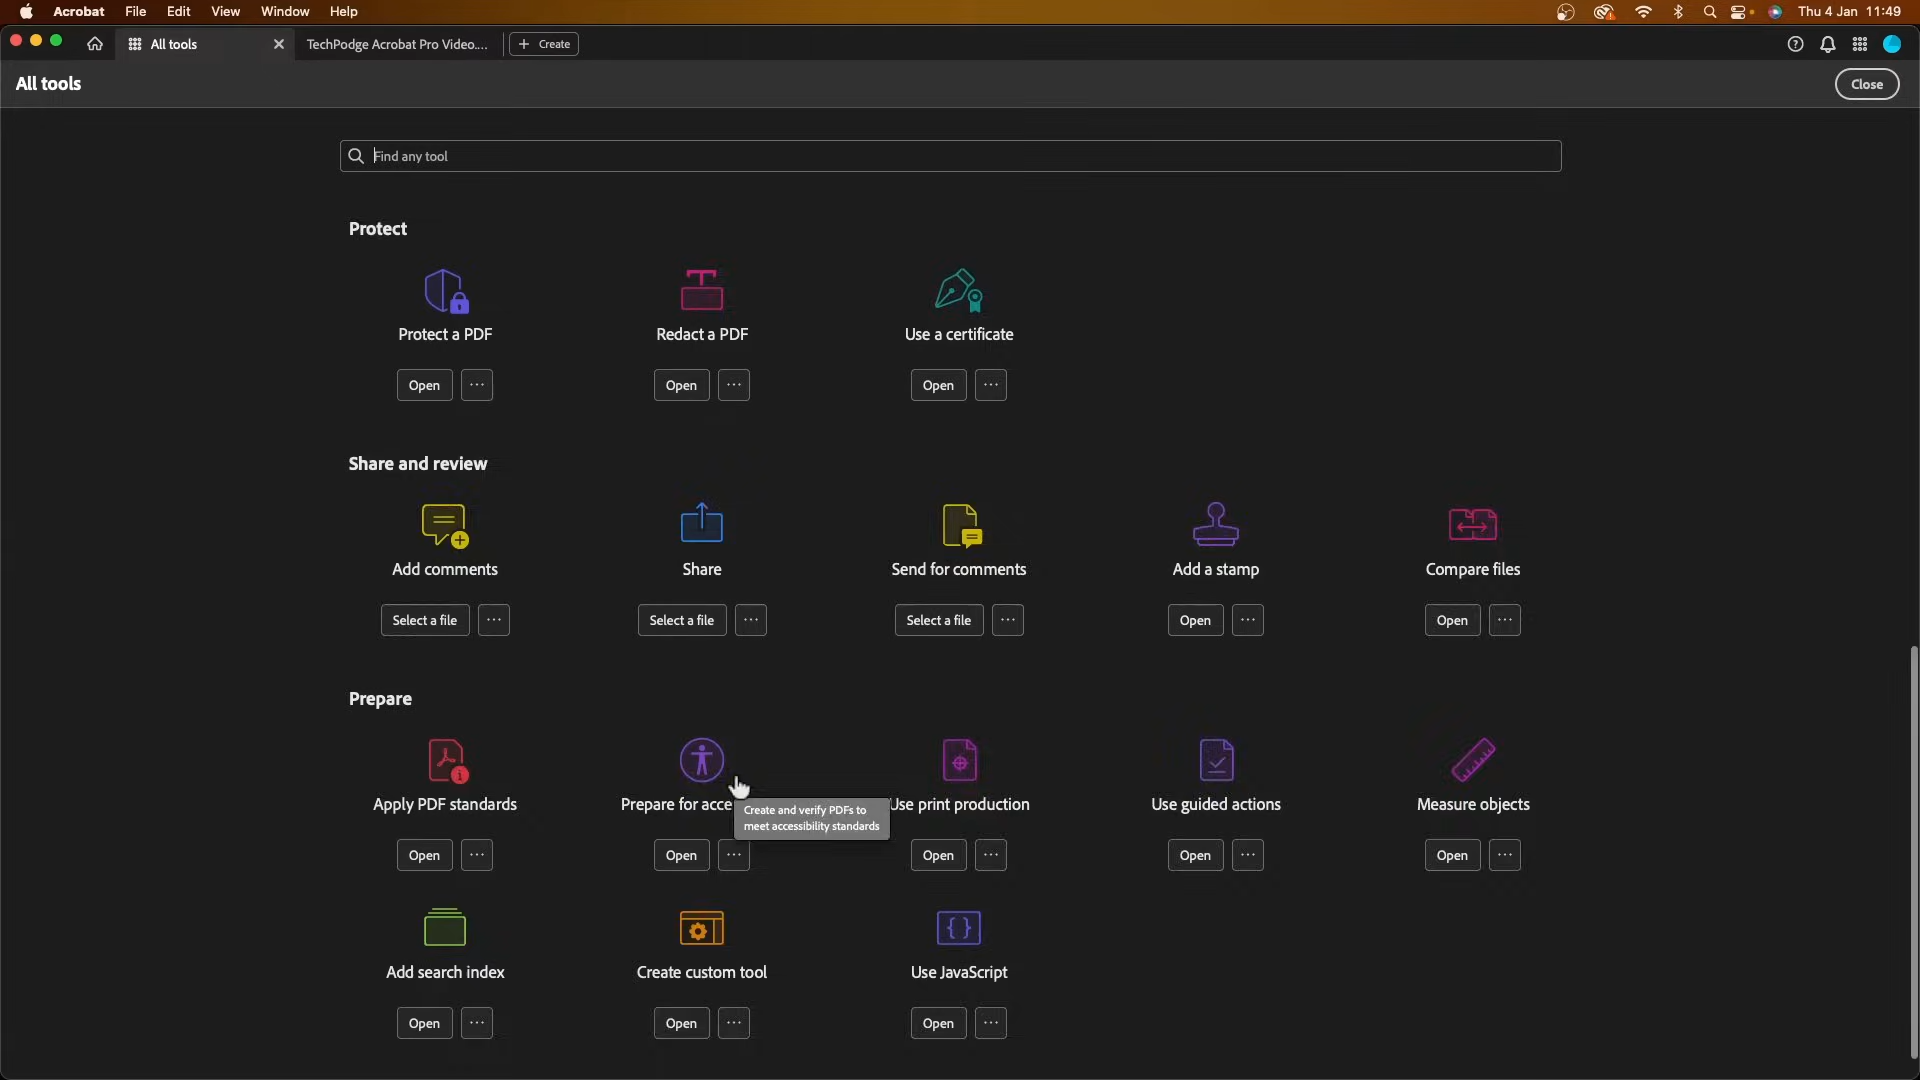 Acrobat File Edit View Window Help Thu 4 Jan 11:49
All tools TechPodge Acrobat Pro Video.... + Create
All tools Close
Find any tool
Protect
Protect a PDF Redact a PDF Use a certificate
Open ... Open ... Open ...
Share and review
Add comments Share Send for comments Add a stamp Compare files
Select a file ... Select a file ... Select a file ... Open ... Open ...
Prepare
Apply PDF standards Prepare for acce Use print production Use guided actions Measure objects
Create and verify PDFs to
meet accessibility standards
Open ... Open ... Open ... Open ... Open ...
Add search index Create custom tool Use JavaScript
Open ... Open ... Open ...